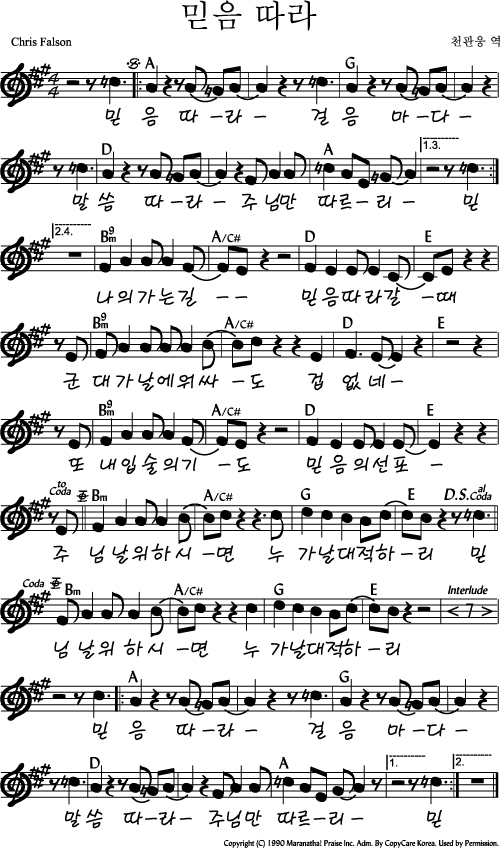 믿음 따라
Chris Falson 천관웅 역
A G
믿 음 따-라- 걸 음 마-다-
D A 1.3.
말 씀 따-라- 주님만 따르-리- 믿
2.4. Bm9 A/C# D E
나의가는길 -- 믿음따라갈 -때
Bm9 A/C# D E
군 대가날에워싸 -도 겁 없네-
Bm9 A/C# D E
또 내입술의기 -도 믿음의선포 -
to Coda Bm A/C# G E D.S. al Coda
주 님날위하시 -면 누 가날대적하-리 믿
Coda Bm A/C# G E Interlude
< 7 >
님날위 하시 -면 누 가날대적하-리
A G
믿 음 따-라- 걸 음 마-다-
D A 1. 2.
말씀 따-라- 주님만 따르-리- 믿
Copyright (C) 1990 Maranatha! Praise Inc. Adm. By CopyCare Korea. Used by Permission.